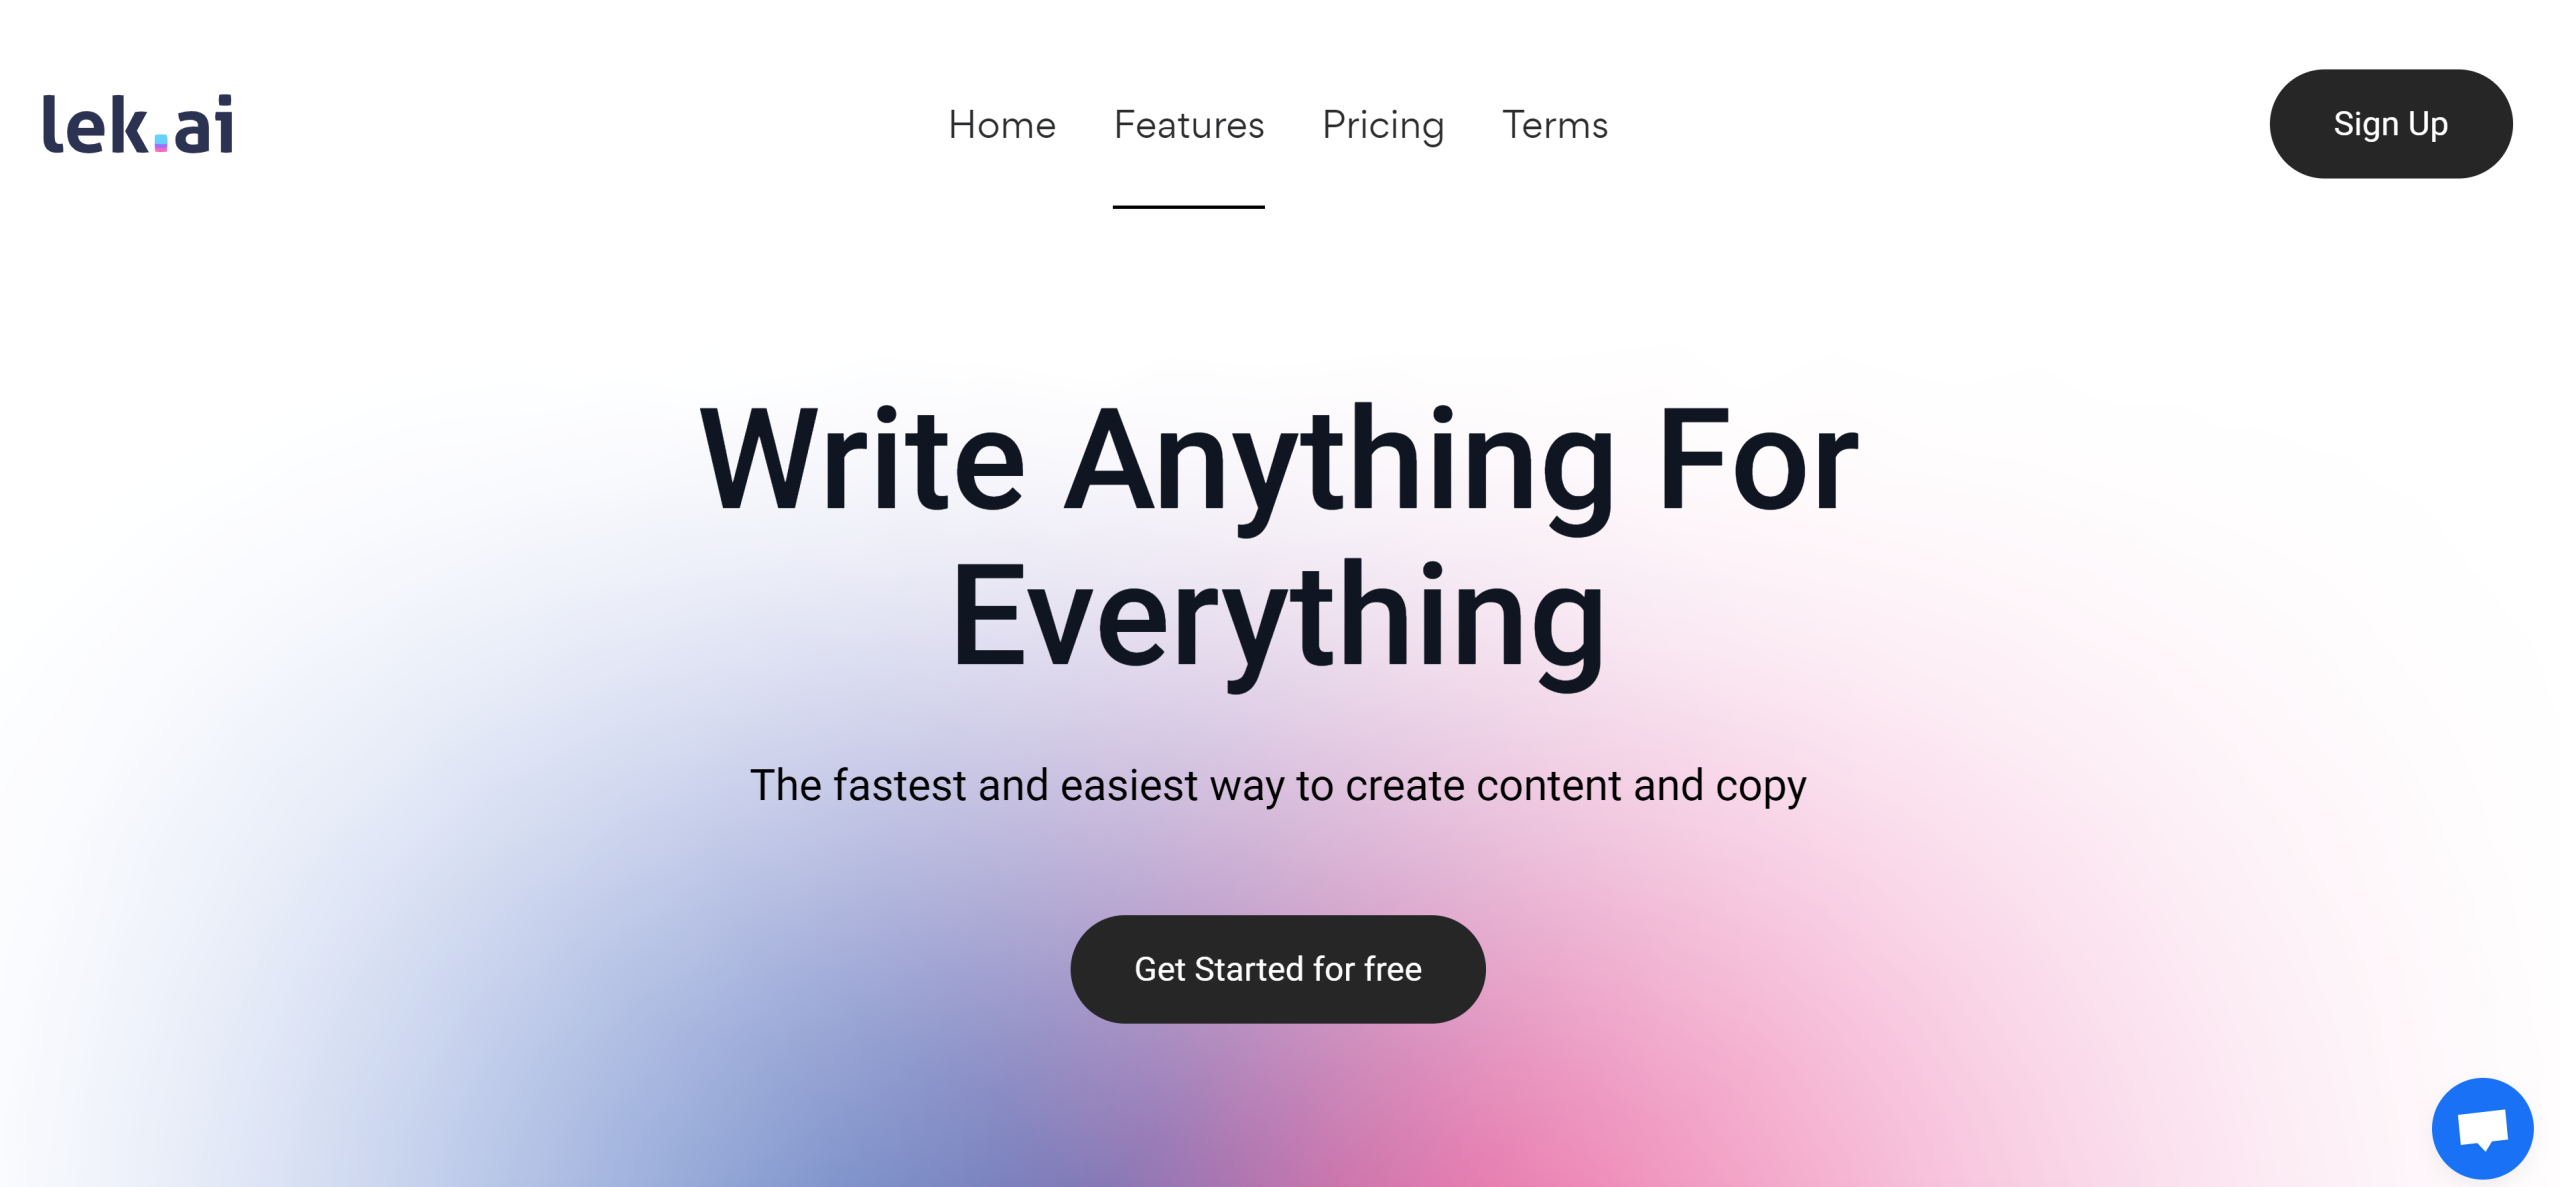 lek.ai
Home Features Pricing Terms
Sign Up
Write Anything For
Everything
The fastest and easiest way to create content and copy
Get Started for free